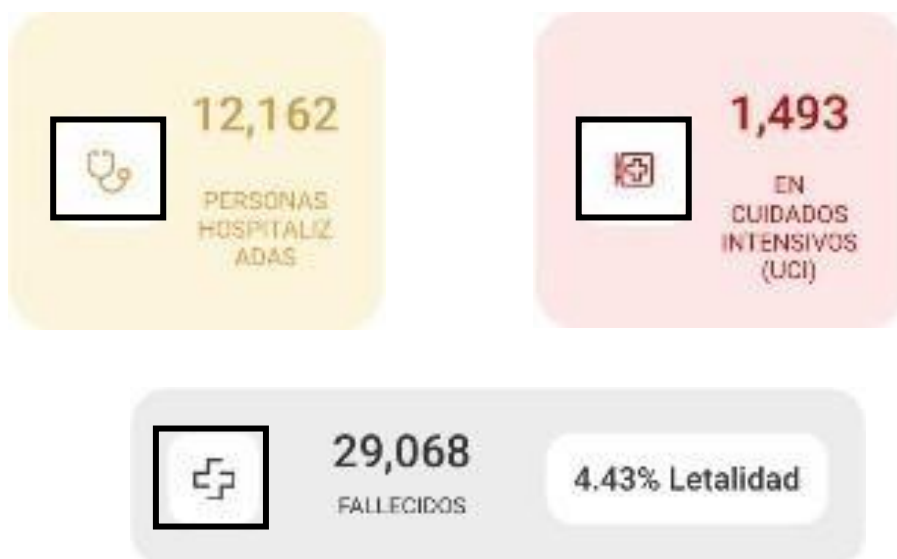 12,162
PERSONAS
HOSPITALIZ
ADAS
1,493
EN
CUIDADOS
INTENSIVOS
(UCI)
29,068
FALLECIDOS
4.43% Letalidad